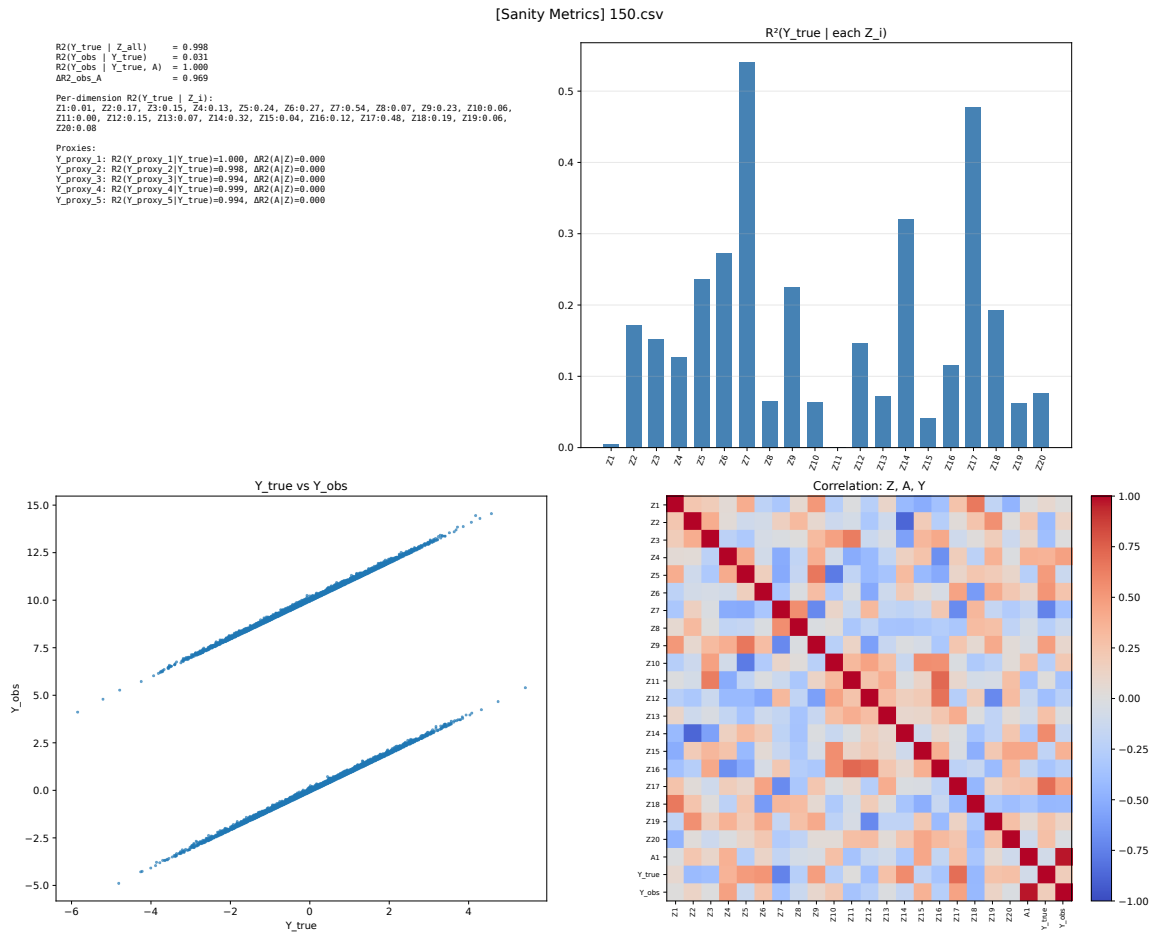 [Sanity Metrics] 150.csv
R2(Y_true | Z_all)     = 0.998
R2(Y_obs | Y_true)     = 0.031
R2(Y_obs | Y_true, A)  = 1.000
ΔR2_obs_A              = 0.969
Per-dimension R2(Y_true | Z_i):
Z1:0.01, Z2:0.17, Z3:0.15, Z4:0.13, Z5:0.24, Z6:0.27, Z7:0.54, Z8:0.07, Z9:0.23, Z10:0.06,
Z11:0.00, Z12:0.15, Z13:0.07, Z14:0.32, Z15:0.04, Z16:0.12, Z17:0.48, Z18:0.19, Z19:0.06,
Z20:0.08
Proxies:
Y_proxy_1: R2(Y_proxy_1|Y_true)=1.000, ΔR2(A|Z)=0.000
Y_proxy_2: R2(Y_proxy_2|Y_true)=0.998, ΔR2(A|Z)=0.000
Y_proxy_3: R2(Y_proxy_3|Y_true)=0.994, ΔR2(A|Z)=0.000
Y_proxy_4: R2(Y_proxy_4|Y_true)=0.999, ΔR2(A|Z)=0.000
Y_proxy_5: R2(Y_proxy_5|Y_true)=0.994, ΔR2(A|Z)=0.000
R²(Y_true | each Z_i)
0.5
0.4
0.3
0.2
0.1
0.0
Z1 Z2 Z3 Z4 Z5 Z6 Z7 Z8 Z9 Z10 Z11 Z12 Z13 Z14 Z15 Z16 Z17 Z18 Z19 Z20
Y_true vs Y_obs
Y_obs
15.0
12.5
10.0
7.5
5.0
2.5
0.0
−2.5
−5.0
−6 −4 −2 0 2 4
Y_true
Correlation: Z, A, Y
Z1
Z2
Z3
Z4
Z5
Z6
Z7
Z8
Z9
Z10
Z11
Z12
Z13
Z14
Z15
Z16
Z17
Z18
Z19
Z20
A1
Y_true
Y_obs
Z1 Z2 Z3 Z4 Z5 Z6 Z7 Z8 Z9 Z10 Z11 Z12 Z13 Z14 Z15 Z16 Z17 Z18 Z19 Z20 A1 Y_true Y_obs
1.00
0.75
0.50
0.25
0.00
−0.25
−0.50
−0.75
−1.00